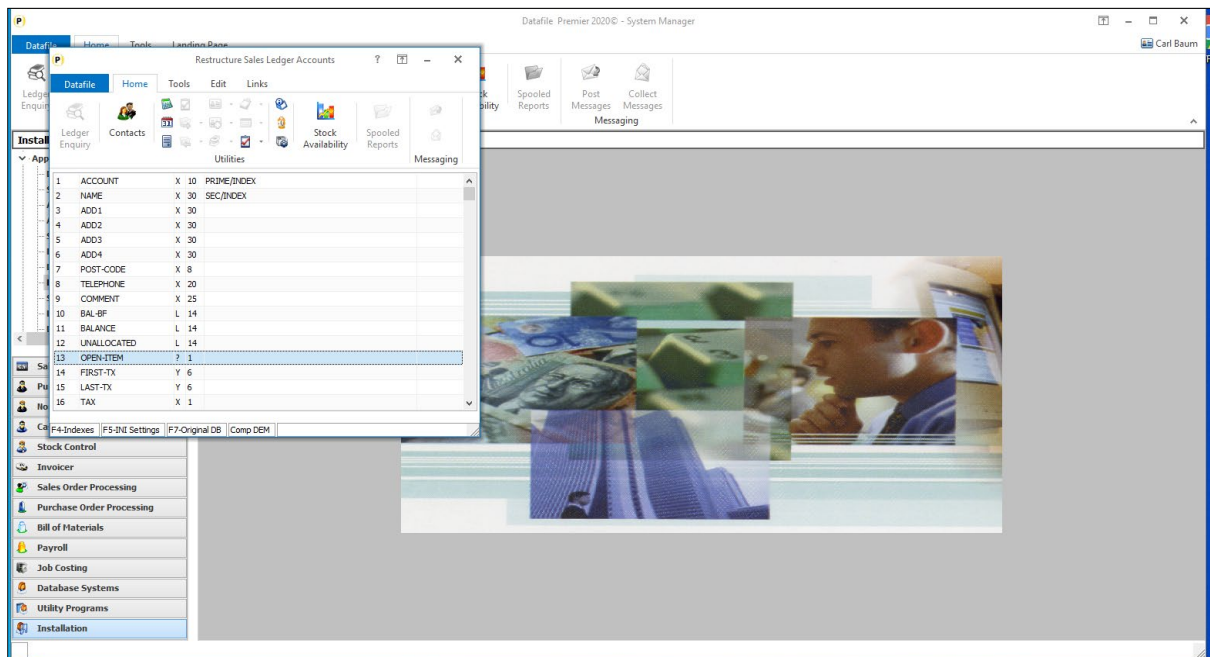 Datafile Premier 2020© - System Manager
Datafile Home Tools Landing Page
Carl Baum
Restructure Sales Ledger Accounts
Datafile Home Tools Edit Links
Ledger Enquiry
Contacts
Stock Availability
Spooled Reports
Utilities
Messaging
Spooled Reports
Post Messages
Collect Messages
Messaging
1 ACCOUNT X 10 PRIME/INDEX
2 NAME X 30 SEC/INDEX
3 ADD1 X 30
4 ADD2 X 30
5 ADD3 X 30
6 ADD4 X 30
7 POST-CODE X 8
8 TELEPHONE X 20
9 COMMENT X 25
10 BAL-BF L 14
11 BALANCE L 14
12 UNALLOCATED L 14
13 OPEN-ITEM ? 1
14 FIRST-TX Y 6
15 LAST-TX Y 6
16 TAX X 1
F4-Indexes F5-INI Settings F7-Original DB Comp DEM
Stock Control
Invoicer
Sales Order Processing
Purchase Order Processing
Bill of Materials
Payroll
Job Costing
Database Systems
Utility Programs
Installation